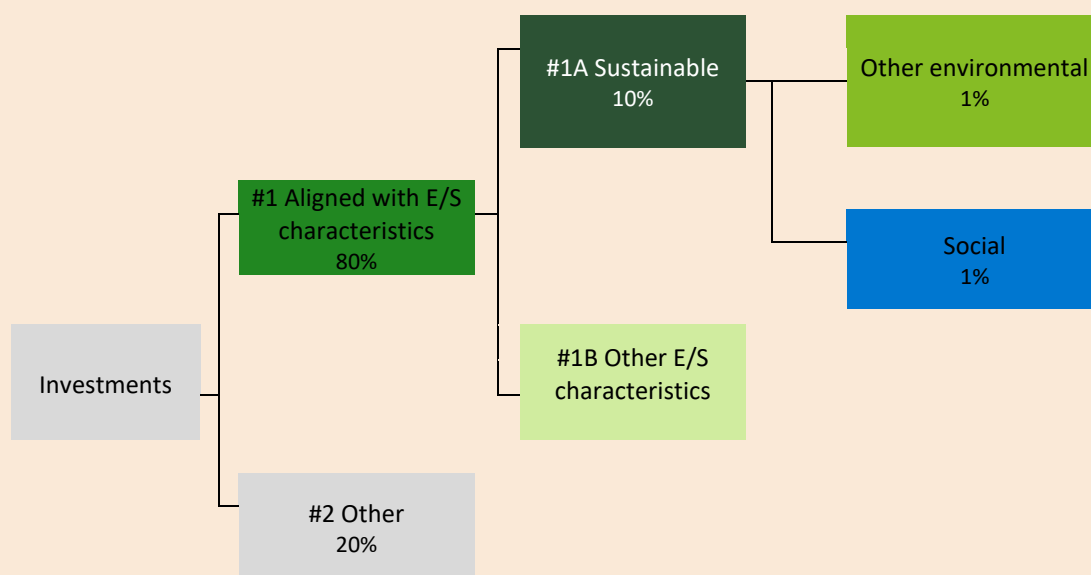 #1A Sustainable
10%
Other environmental
1%
#1 Aligned with E/S
characteristics
80%
Social
1%
Investments
#1B Other E/S
characteristics
#2 Other
20%